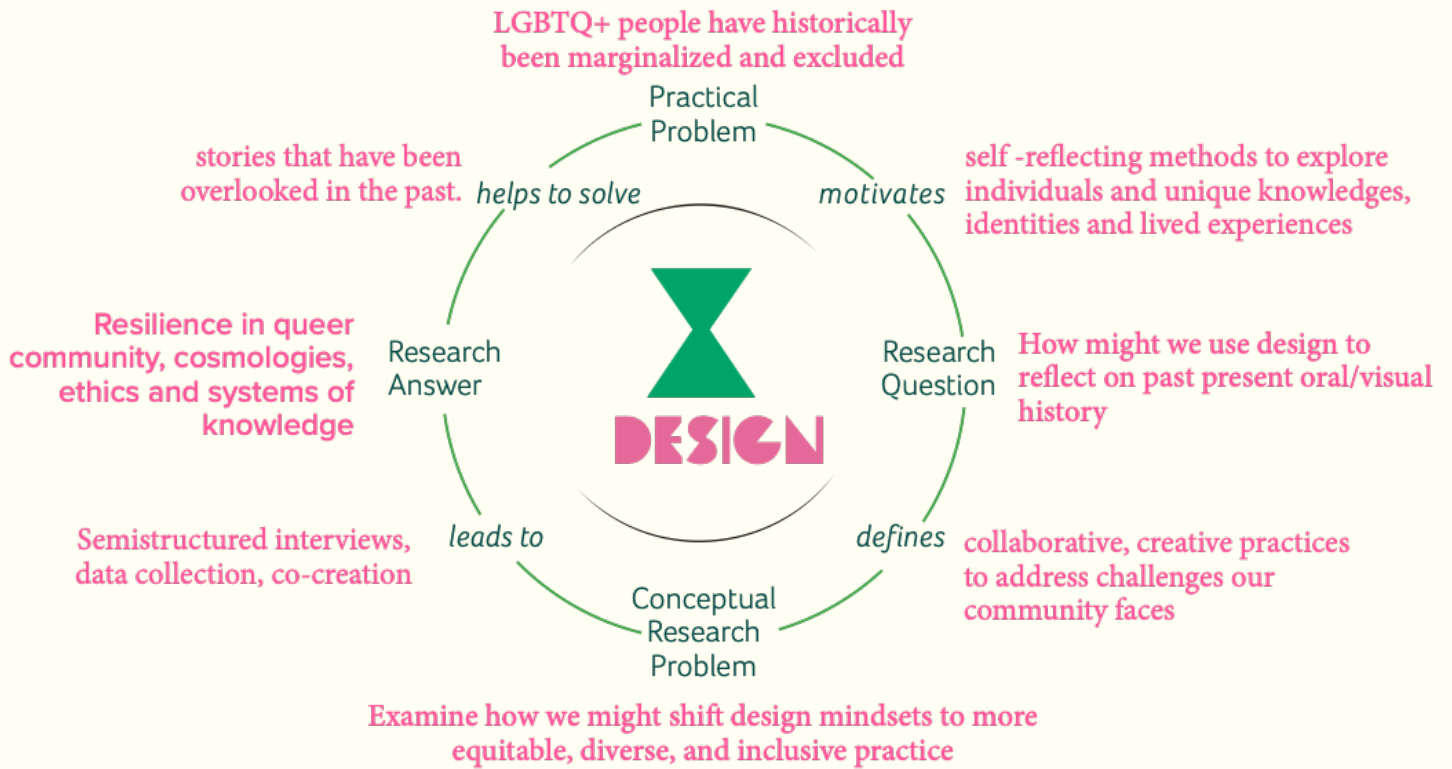 LGBTQ+ people have historically
been marginalized and excluded
Practical
Problem
motivates
self -reflecting methods to explore
individuals and unique knowledges,
identities and lived experiences
Research
Question
How might we use design to
reflect on past present oral/visual
history
defines
collaborative, creative practices
to address challenges our
community faces
Conceptual
Research
Problem
Examine how we might shift design mindsets to more
equitable, diverse, and inclusive practice
leads to
Semistructured interviews,
data collection, co-creation
Research
Answer
Resilience in queer
community, cosmologies,
ethics and systems of
knowledge
helps to solve
stories that have been
overlooked in the past.
DESIGN